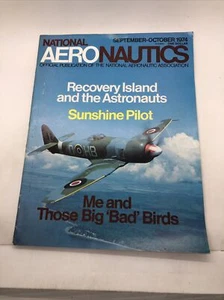 SEPTEMBER-OCTOBER 1974
NATIONAL
AERONAUTICS
OFFICIAL PUBLICATION OF THE NATIONAL AERONAUTIC ASSOCIATION
Recovery Island
and the Astronauts
Sunshine Pilot
Me and
Those Big 'Bad' Birds